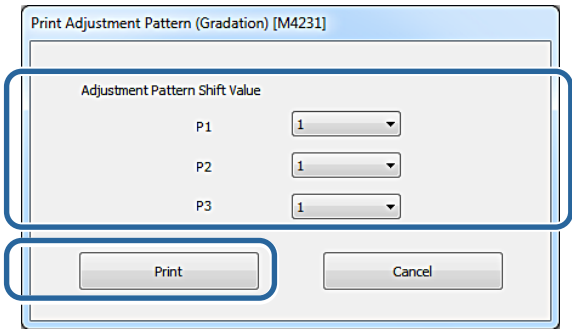 Print Adjustment Pattern (Gradation) [M4231]
Adjustment Pattern Shift Value
P1 1
P2 1
P3 1
Print Cancel